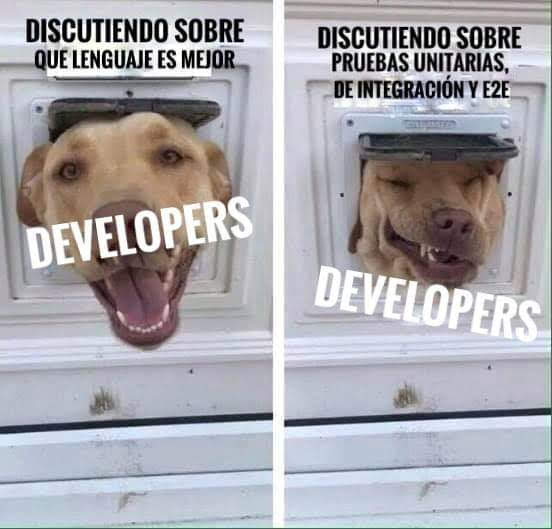 DISCUTIENDO SOBRE
QUE LENGUAJE ES MEJOR
DEVELOPERS
DISCUTIENDO SOBRE
PRUEBAS UNITARIAS,
DE INTEGRACIÓN Y E2E
DEVELOPERS